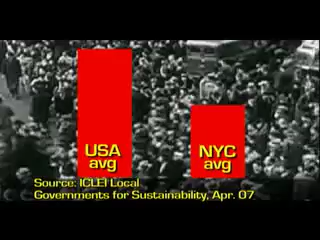 USA
avg
NYC
avg
Source: ICLEI Local
Governments for Sustainability, Apr. 07